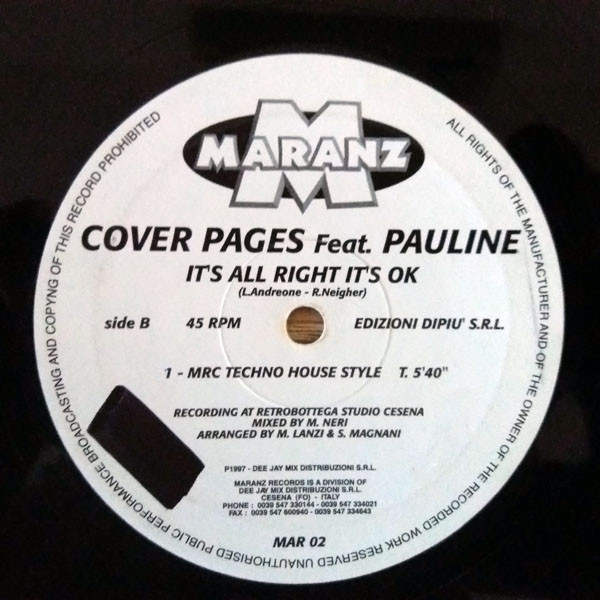 M
MARANZ
COVER PAGES Feat. PAULINE
IT'S ALL RIGHT IT'S OK
(L.Andreone - R.Neigher)
side B 45 RPM EDIZIONI DIPIU' S.R.L.
1 - MRC TECHNO HOUSE STYLE T. 5'40"
RECORDING AT RETROBOTTEGA STUDIO CESENA
MIXED BY M. NERI
ARRANGED BY M. LANZI & S. MAGNANI
P1997 - DEE JAY MIX DISTRIBUZIONI S.R.L.
MARANZ RECORDS IS A DIVISION OF
DEE JAY MIX DISTRIBUZIONI S.R.L.
CESENA (FO) - ITALY
PHONE : 0039 547 330144 - 0039 547 334021
FAX : 0039 547 600940 - 0039 547 334643
MAR 02
ALL RIGHTS OF THE MANUFACTURER AND OF THE OWNER OF THE RECORDED WORK RESERVED UNAUTHORISED PUBLIC PERFORMANCE BROADCASTING AND COPYNG OF THIS RECORD PROHIBITED